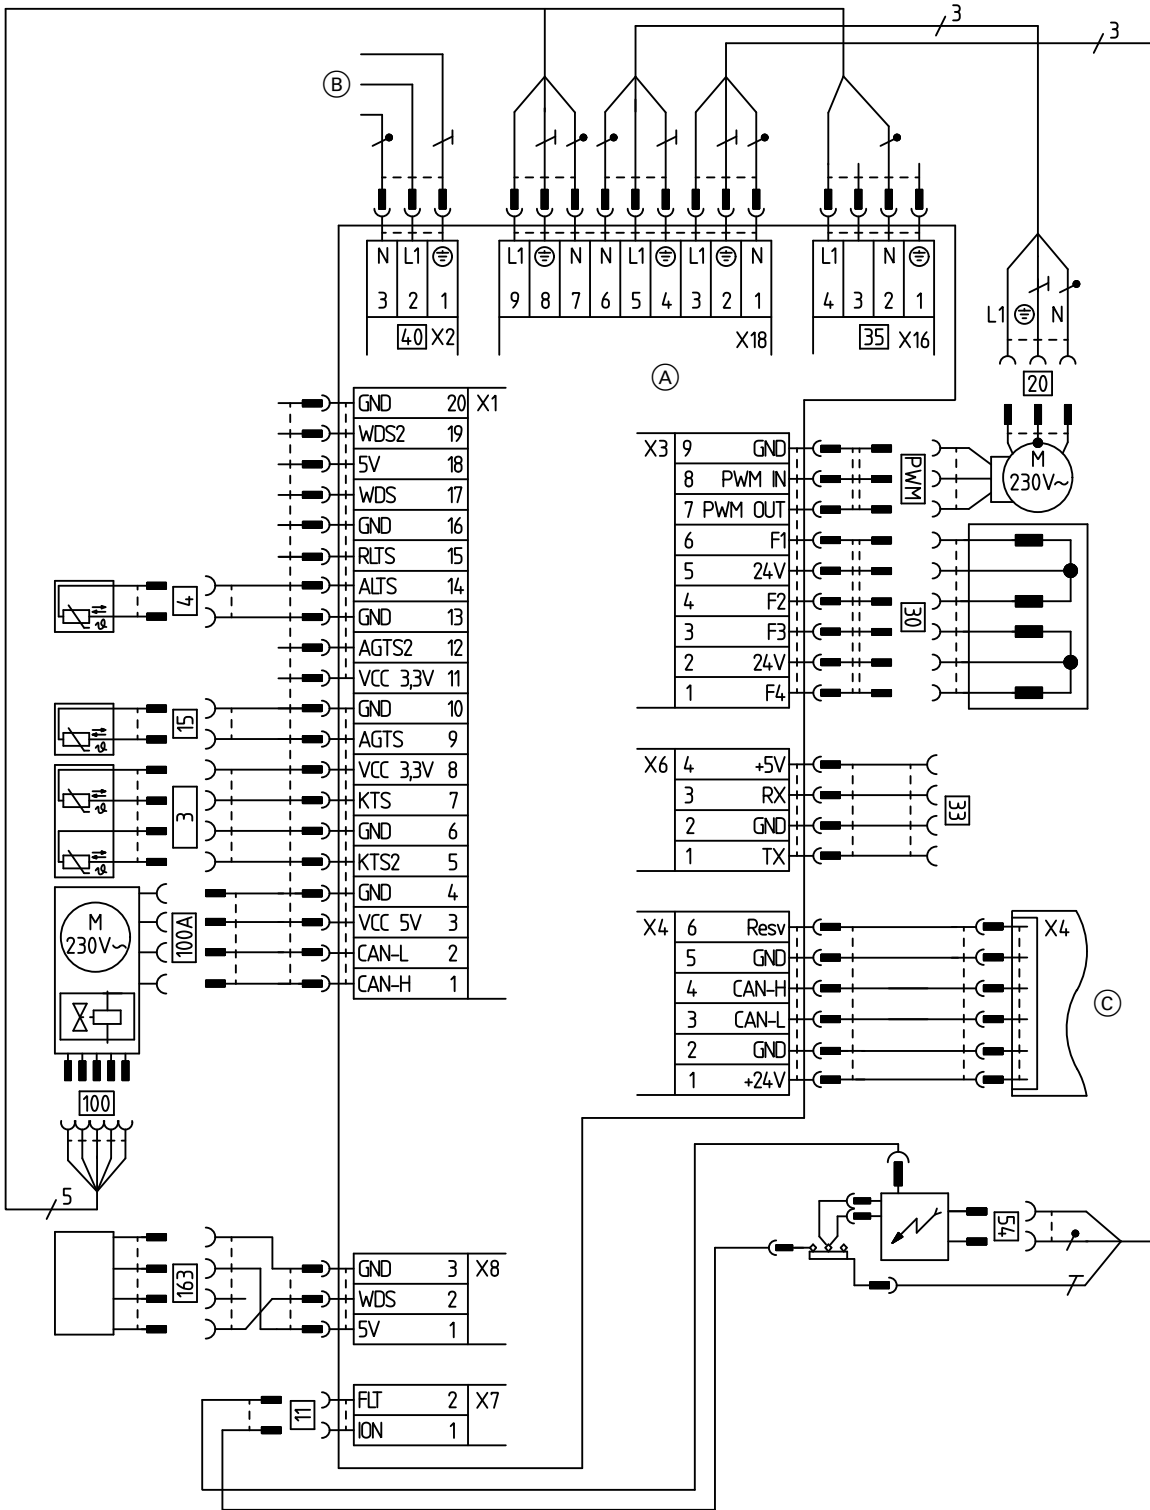 3
3
B
N L1 L1 N N L1 L1 N L1 N
3 2 1 9 8 7 6 5 4 3 2 1 4 3 2 1
40 X2 X18 35 X16
L1 N
20
A
M
230V~
GND 20 X1
WDS2 19
5V 18
WDS 17
GND 16
RLTS 15
ALTS 14
GND 13
AGTS2 12
VCC 3,3V 11
GND 10
AGTS 9
VCC 3,3V 8
KTS 7
GND 6
KTS2 5
GND 4
VCC 5V 3
CAN-L 2
CAN-H 1
4
ϑ
15
ϑ
3
ϑ
ϑ
M
230V~
100A
100
5
X3 9 GND
8 PWM IN
7 PWM OUT
6 F1
5 24V
4 F2
3 F3
2 24V
1 F4
PWM
30
X6 4 +5V
3 RX
2 GND
1 TX
33
X4 6 Resv
5 GND
4 CAN-H
3 CAN-L
2 GND
1 +24V
X4
C
54
163
GND 3 X8
WDS 2
5V 1
11
FLT 2 X7
ION 1